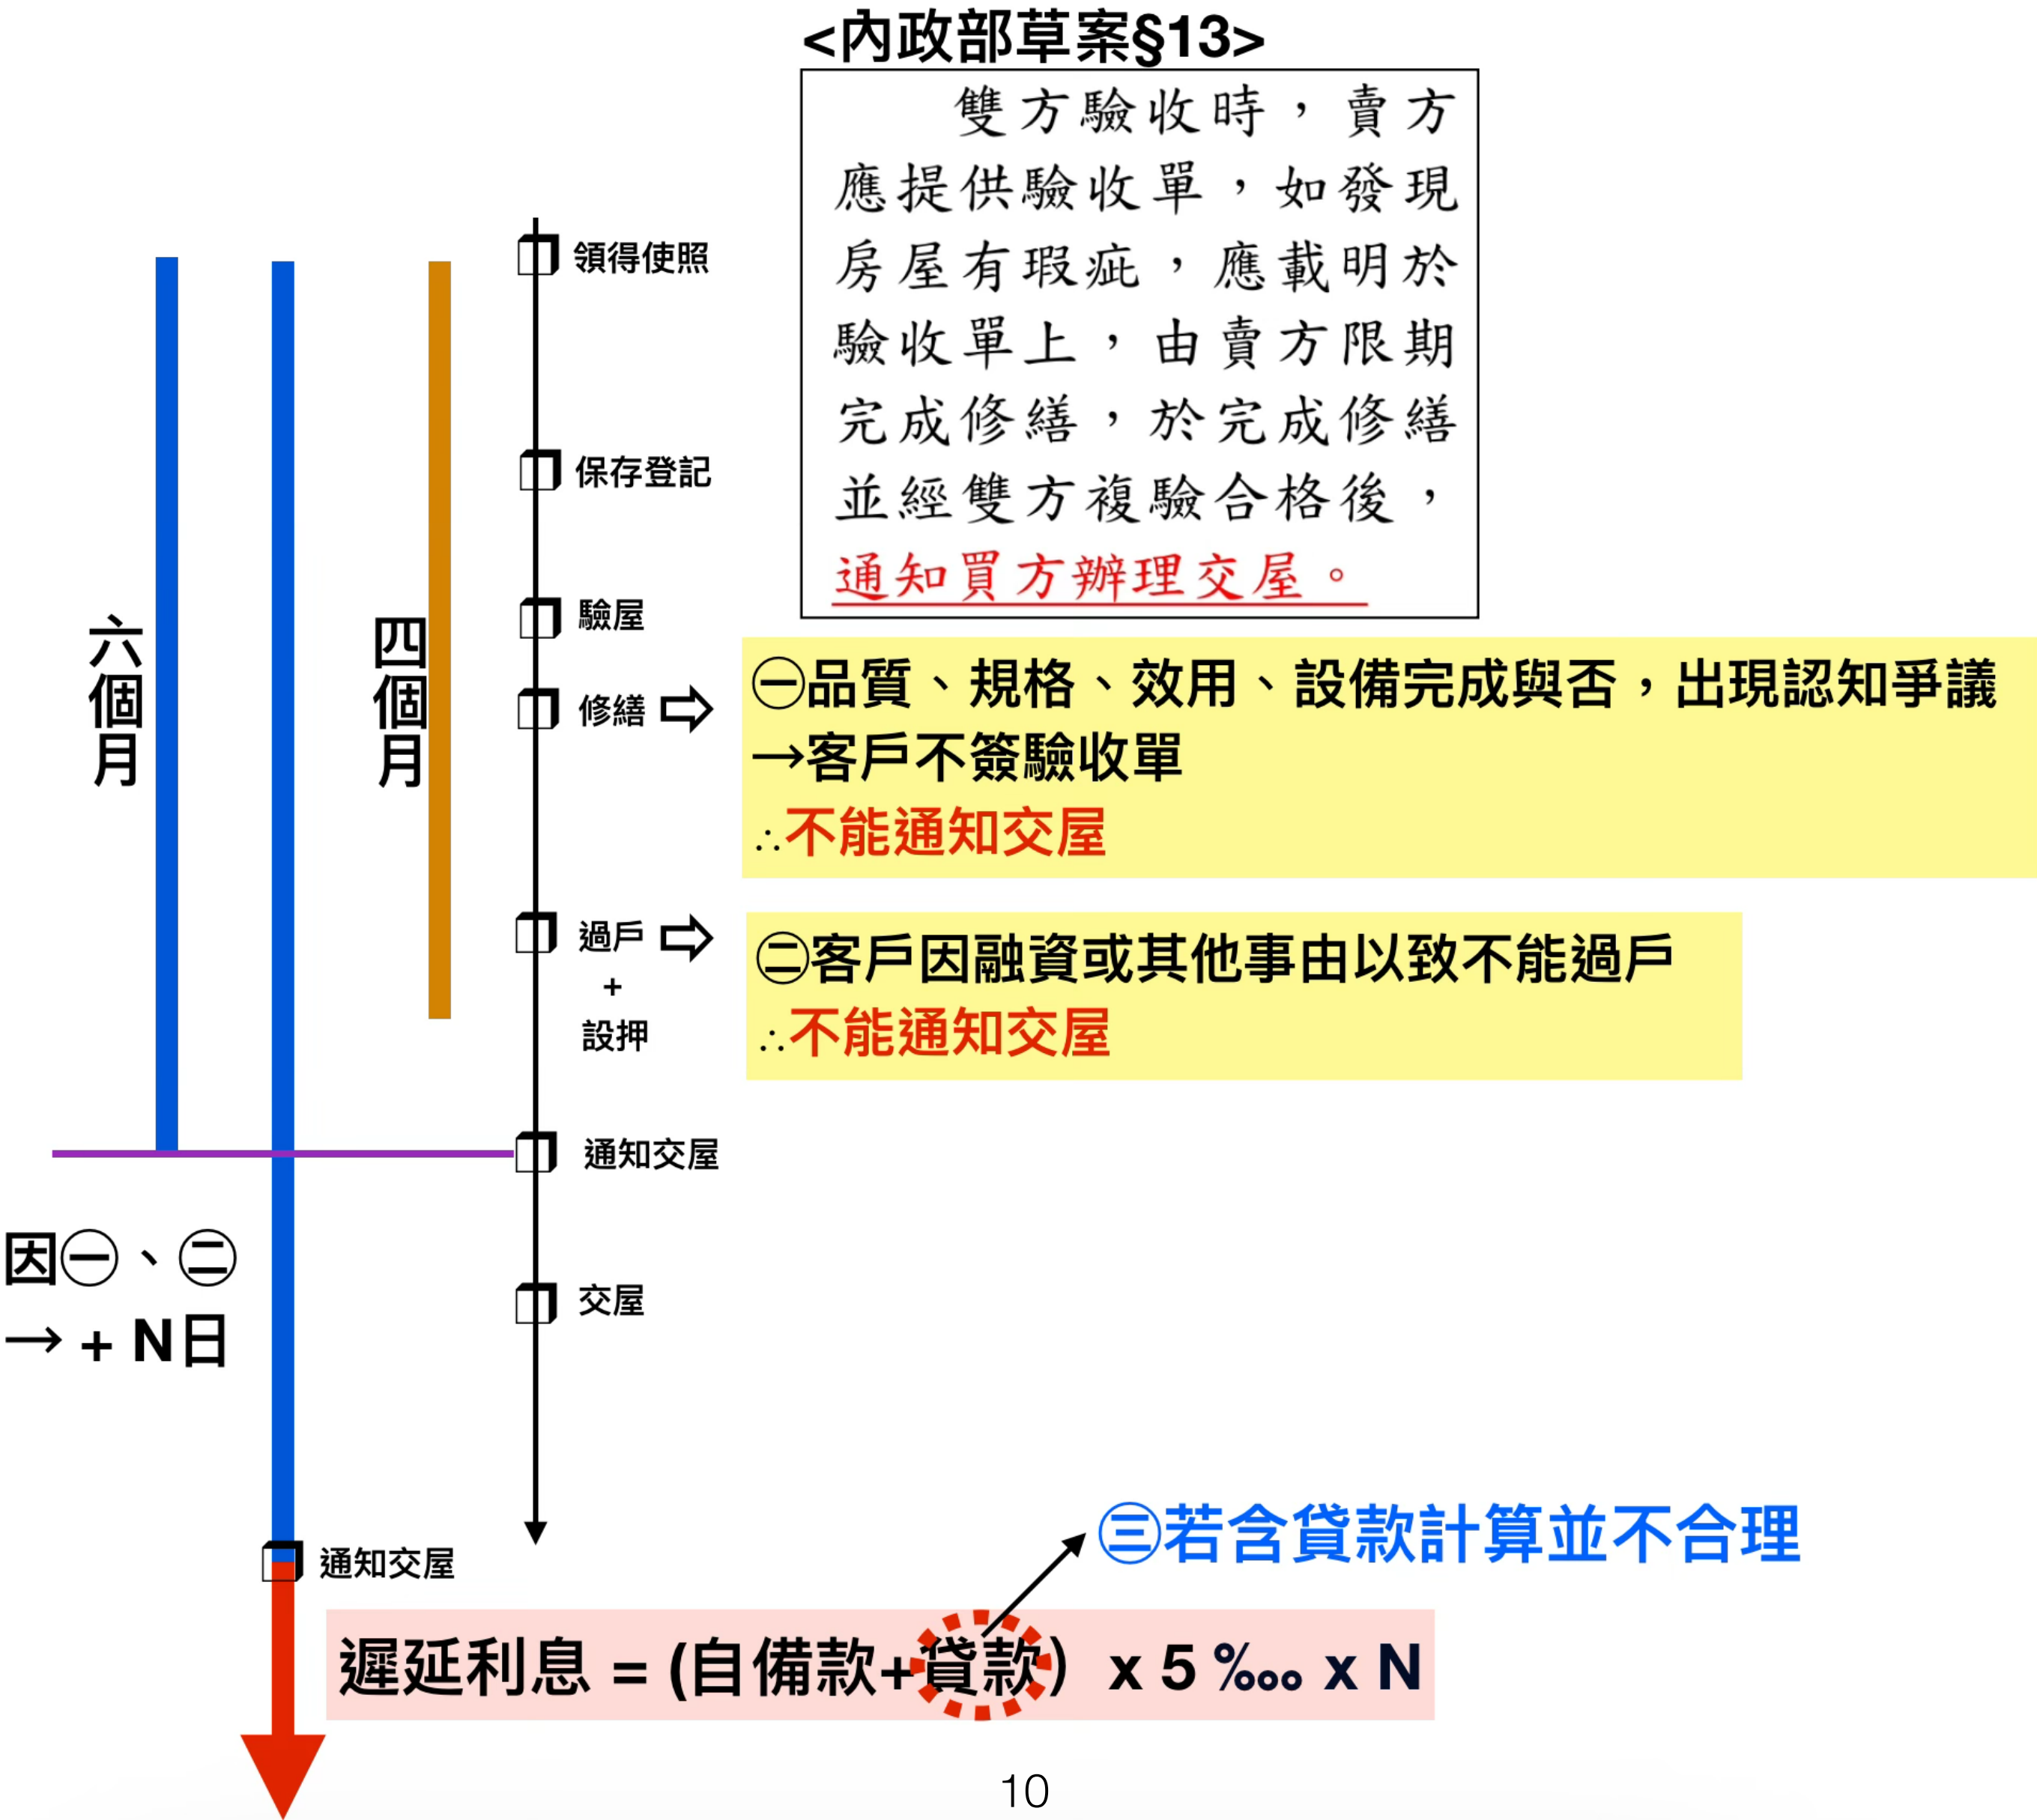 <內政部草案§13>
雙方驗收時，賣方
應提供驗收單，如發現
房屋有瑕疵，應載明於
驗收單上，由賣方限期
完成修繕，於完成修繕
並經雙方複驗合格後，
通知買方辦理交屋。
六個月
四個月
領得使照
保存登記
驗屋
修繕
㊀品質、規格、效用、設備完成與否，出現認知爭議
→客戶不簽驗收單
∴不能通知交屋
過戶
+
設押
㊁客戶因融資或其他事由以致不能過戶
∴不能通知交屋
通知交屋
因㊀、㊁
→ + N日
交屋
通知交屋
㊂若含貸款計算並不合理
遲延利息 = (自備款+貸款) x 5 ‱ x N
10